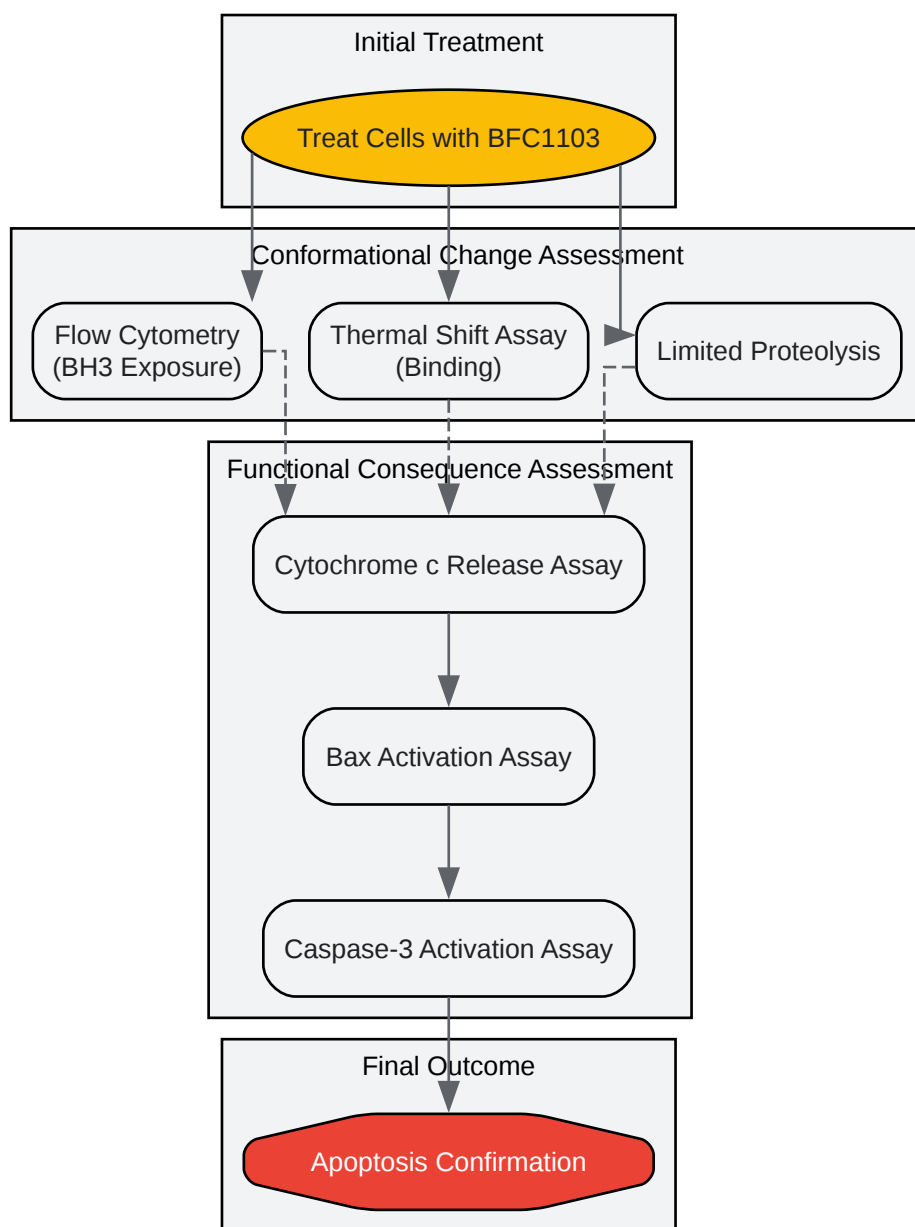 Initial Treatment
Treat Cells with BFC1103
Conformational Change Assessment
Flow Cytometry
(BH3 Exposure)
Thermal Shift Assay
(Binding)
Limited Proteolysis
Functional Consequence Assessment
Cytochrome c Release Assay
Bax Activation Assay
Caspase-3 Activation Assay
Final Outcome
Apoptosis Confirmation